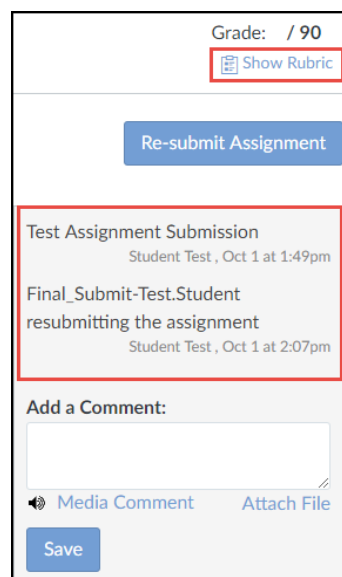 Grade: / 90
Show Rubric
Re-submit Assignment
Test Assignment Submission
Student Test , Oct 1 at 1:49pm
Final_Submit-Test.Student
resubmitting the assignment
Student Test , Oct 1 at 2:07pm
Add a Comment:
Media Comment Attach File
Save